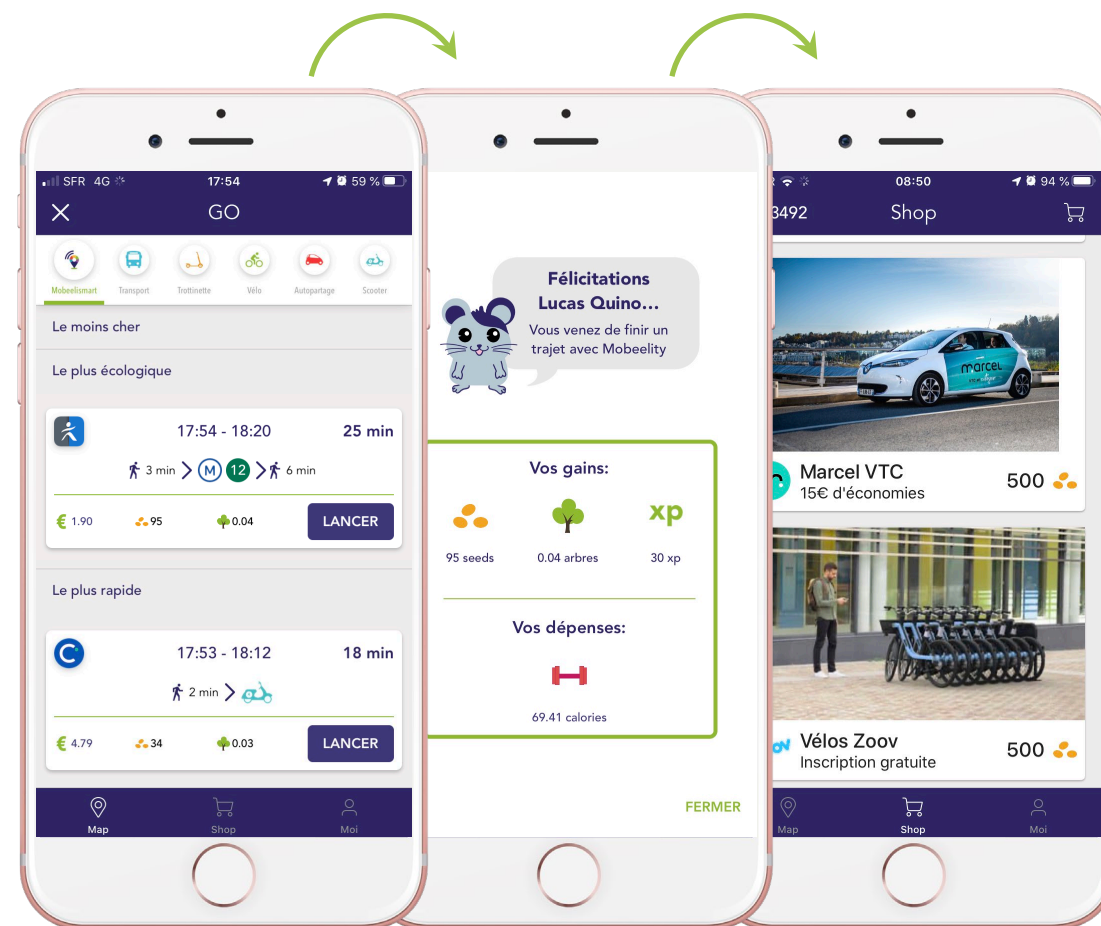 SFR 4G 17:54 59 %
GO
Mobeelismart Transport Trottinette Vélo Autopartage Scooter
Le moins cher
Le plus écologique
17:54 - 18:20 25 min
3 min M 12 6 min
€ 1.90 95 0.04 LANCER
Le plus rapide
C
17:53 - 18:12 18 min
2 min
€ 4.79 34 0.03 LANCER
Map Shop Moi
Félicitations
Lucas Quino...
Vous venez de finir un
trajet avec Mobeelity
Vos gains:
xp
95 seeds 0.04 arbres 30 xp
Vos dépenses:
69.41 calories
FERMER
08:50 94 %
3492 Shop
marcel
Marcel VTC 500
15€ d'économies
Vélos Zoov 500
Inscription gratuite
Map Shop Moi